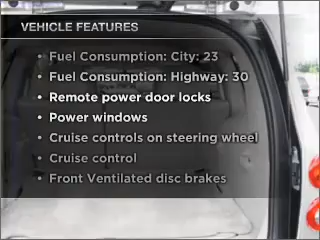 VEHICLE FEATURES
• Fuel Consumption: City: 23
• Fuel Consumption: Highway: 30
• Remote power door locks
• Power windows
• Cruise controls on steering wheel
• Cruise control
• Front Ventilated disc brakes